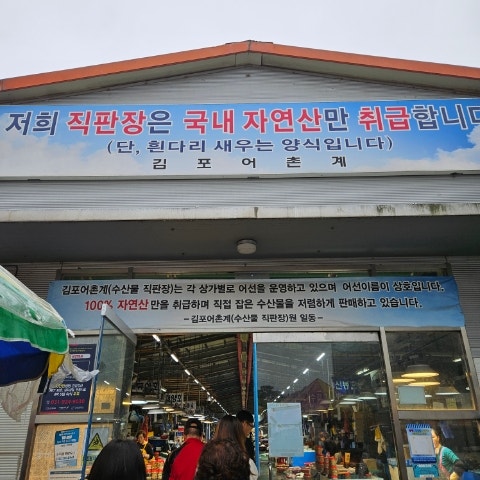 저희 직판장은 국내 자연산만 취급합니다
(단, 흰다리 새우는 양식입니다)
김포어촌계
김포어촌계(수산물 직판장)는 각 상가별로 어선을 운영하고 있으며 어선이름이 상호입니다.
100% 자연산만을 취급하며 직접 잡은 수산물을 저렴하게 판매하고 있습니다.
-김포어촌계(수산물 직판장)원 일동-